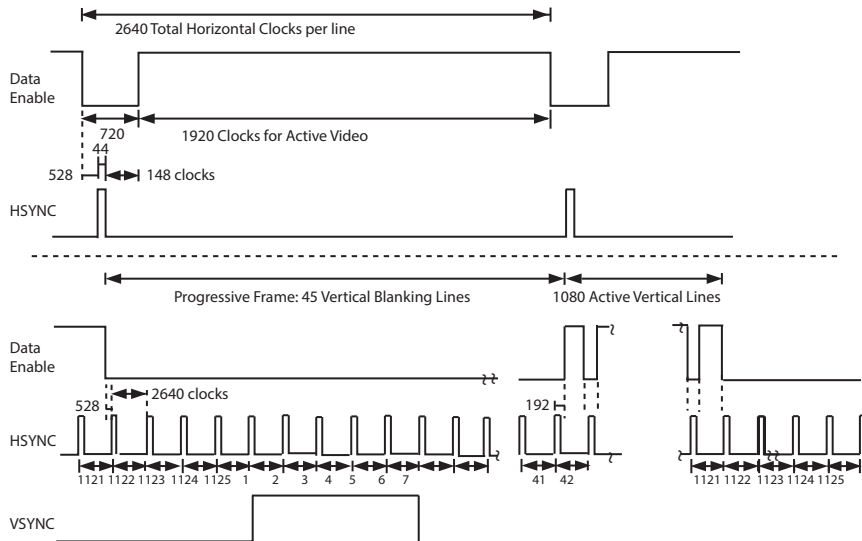 2640 Total Horizontal Clocks per line
Data
Enable
720
1920 Clocks for Active Video
44
528
148 clocks
HSYNC
Progressive Frame: 45 Vertical Blanking Lines
1080 Active Vertical Lines
Data
Enable
2640 clocks
528
192
HSYNC
1121 1122 1123 1124 1125 1 2 3 4 5 6 7 41 42 1121 1122 1123 1124 1125
VSYNC